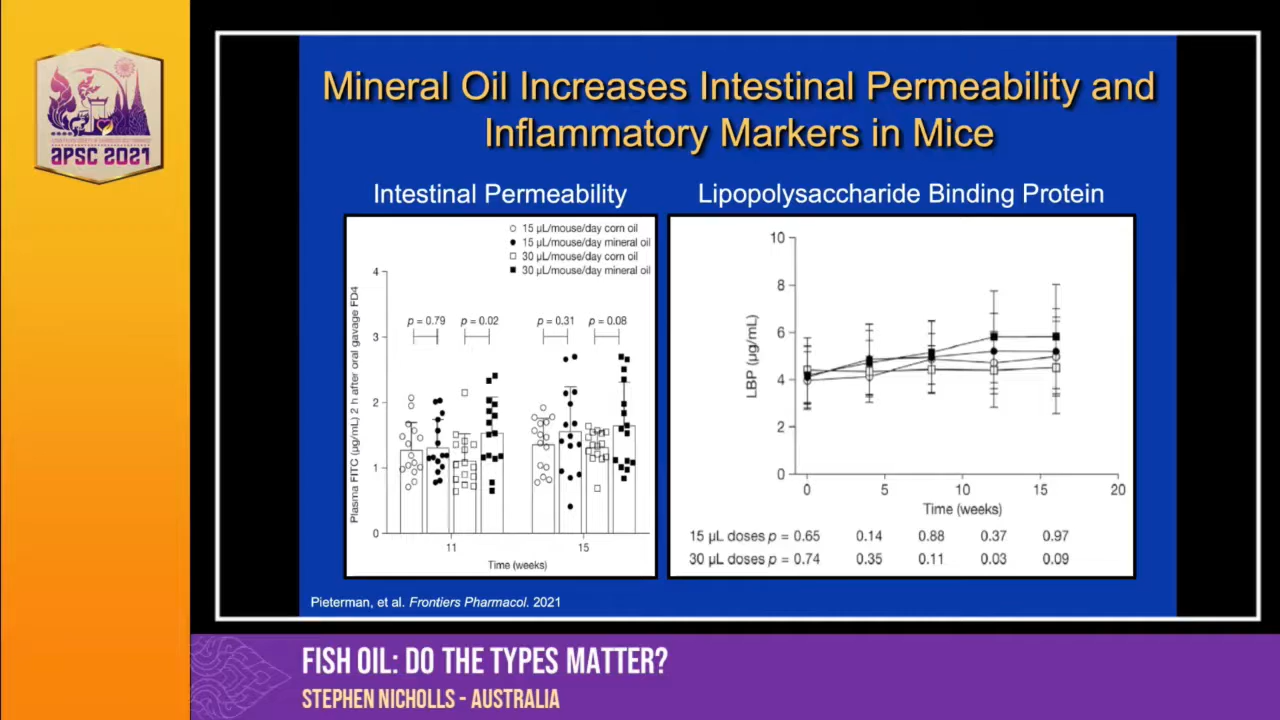 APSC 2021
Mineral Oil Increases Intestinal Permeability and
Inflammatory Markers in Mice
Intestinal Permeability
15 µL/mouse/day corn oil
15 µL/mouse/day mineral oil
30 µL/mouse/day corn oil
30 µL/mouse/day mineral oil
Plasma FITC (µg/mL) 2 h after oral gavage FD4
4
3
2
1
0
p = 0.79
p = 0.02
p = 0.31
p = 0.08
11
15
Time (weeks)
Lipopolysaccharide Binding Protein
LBP (µg/mL)
10
8
6
4
2
0
0
5
10
15
20
Time (weeks)
15 µL doses p = 0.65 0.14 0.88 0.37 0.97
30 µL doses p = 0.74 0.35 0.11 0.03 0.09
Pieterman, et al. Frontiers Pharmacol. 2021
FISH OIL: DO THE TYPES MATTER?
STEPHEN NICHOLLS - AUSTRALIA